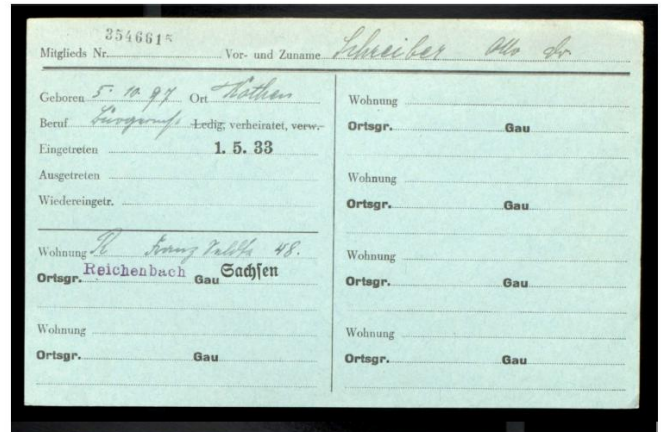 3546615
Mitglieds Nr. Vor- und Zuname Schreiber Otto Dr
Geboren 5. 10 97 Ort Köthen
Beruf Ledig, verheiratet, verw.
Eingetreten 1. 5. 33
Ausgetreten
Wiedereingetr.
Wohnung R Franz 48.
Ortsgr. Reichenbach Gau Sachsen
Wohnung
Ortsgr. Gau
Wohnung
Ortsgr. Gau
Wohnung
Ortsgr. Gau
Wohnung
Ortsgr. Gau
Wohnung
Ortsgr. Gau